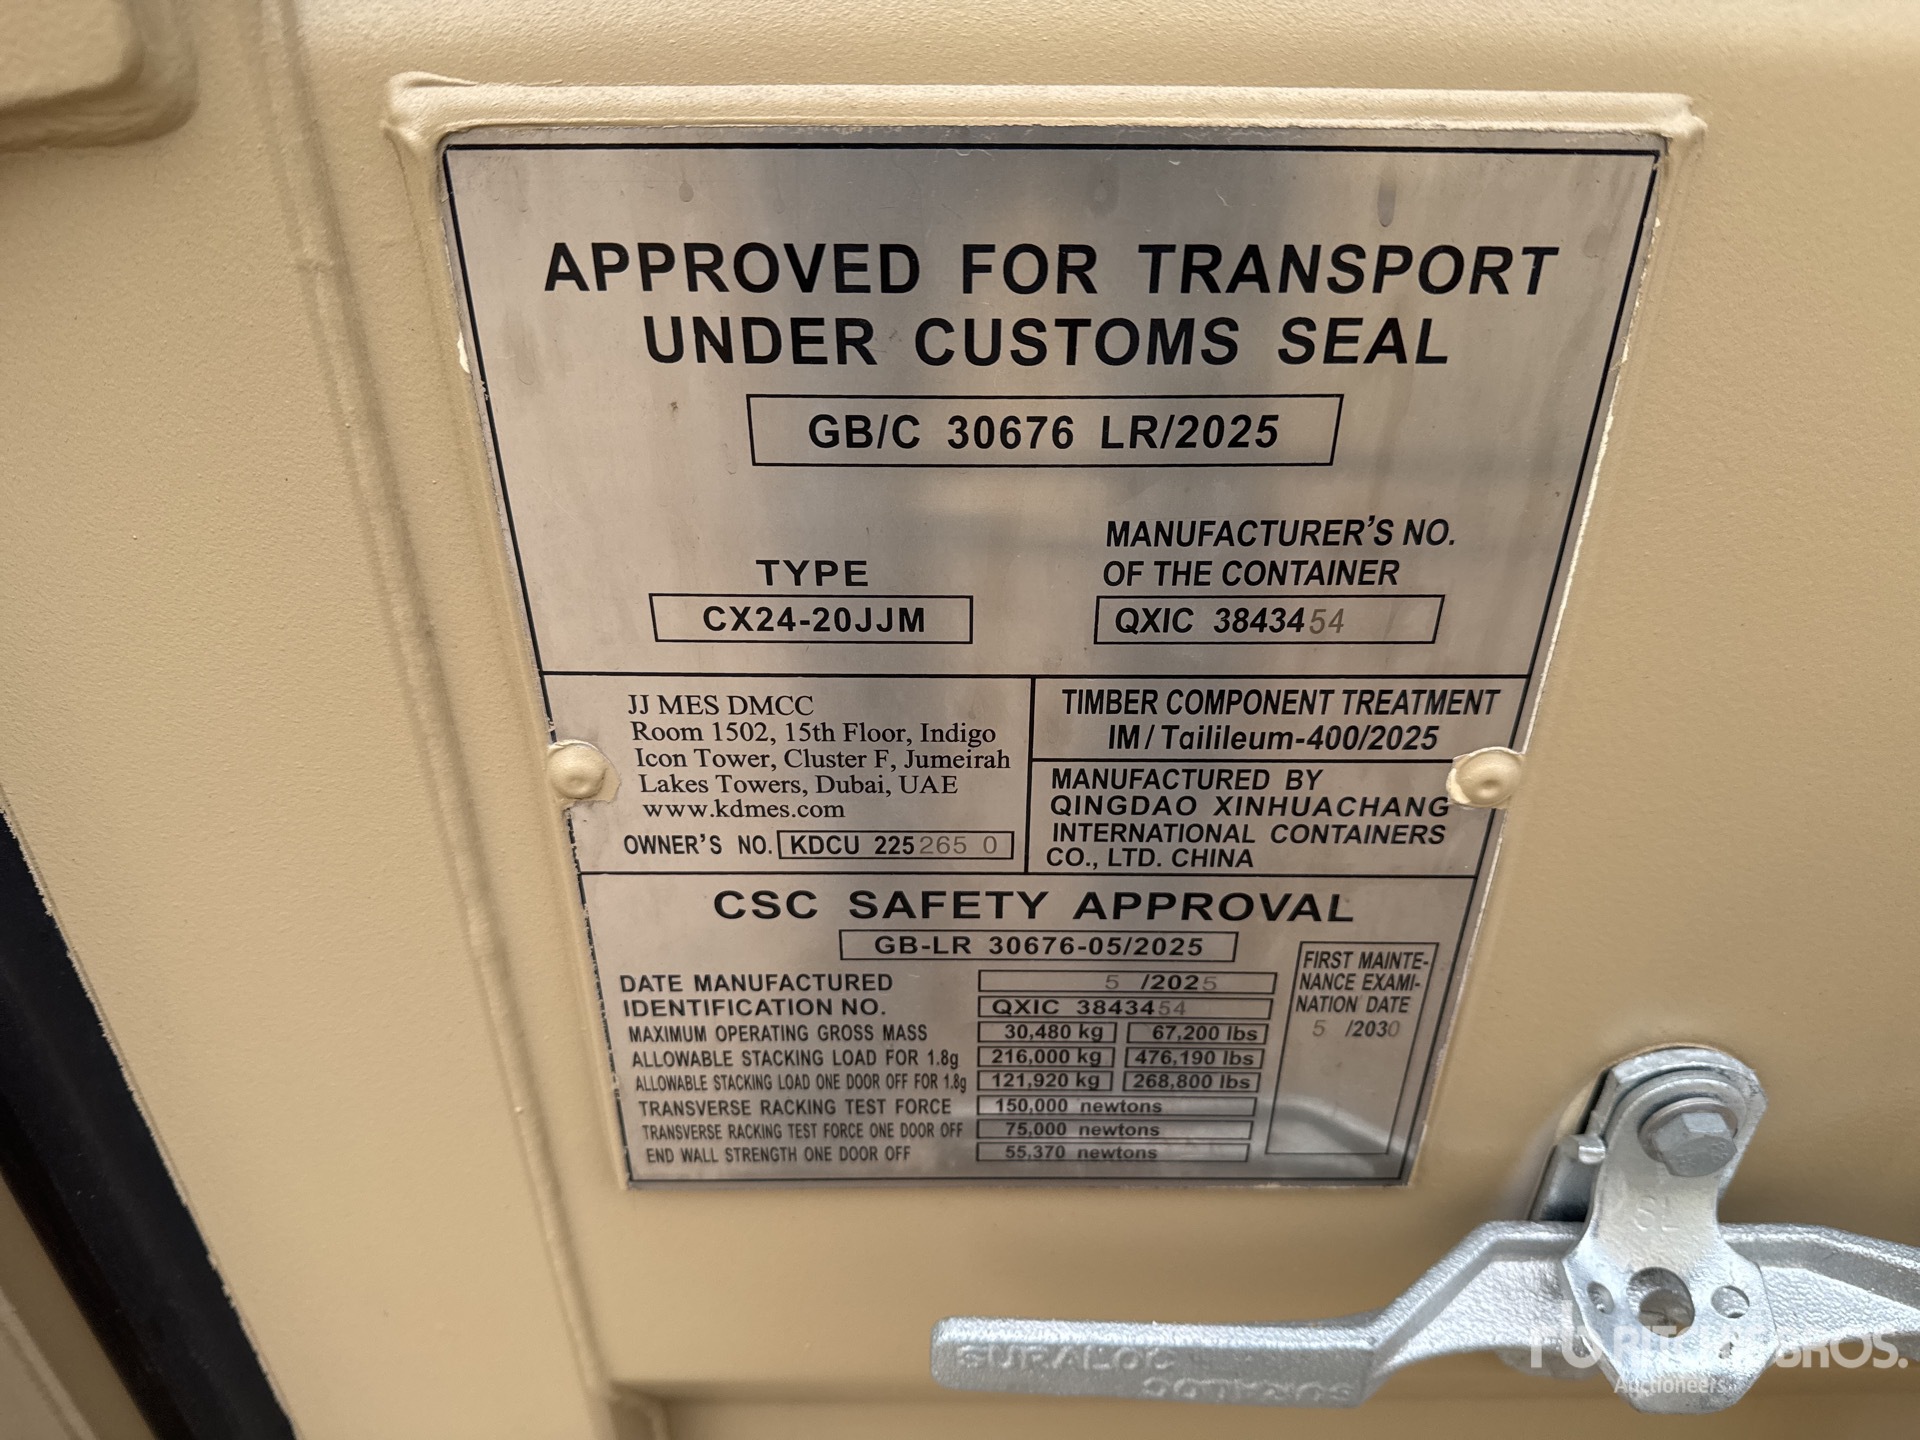 APPROVED FOR TRANSPORT
UNDER CUSTOMS SEAL
GB/C 30676 LR/2025
TYPE
CX24-20JJM
MANUFACTURER'S NO.
OF THE CONTAINER
QXIC 3843454
JJ MES DMCC
Room 1502, 15th Floor, Indigo
Icon Tower, Cluster F, Jumeirah
Lakes Towers, Dubai, UAE
www.kdmes.com
OWNER'S NO. KDCU 225265 0
TIMBER COMPONENT TREATMENT
IM/Tailileum-400/2025
MANUFACTURED BY
QINGDAO XINHUACHANG
INTERNATIONAL CONTAINERS
CO., LTD. CHINA
CSC SAFETY APPROVAL
GB-LR 30676-05/2025
DATE MANUFACTURED 5 /2025
IDENTIFICATION NO. QXIC 3843454
MAXIMUM OPERATING GROSS MASS 30,480 kg 67,200 lbs
ALLOWABLE STACKING LOAD FOR 1.8g 216,000 kg 476,190 lbs
ALLOWABLE STACKING LOAD ONE DOOR OFF FOR 1.8g 121,920 kg 268,800 lbs
TRANSVERSE RACKING TEST FORCE 150,000 newtons
TRANSVERSE RACKING TEST FORCE ONE DOOR OFF 75,000 newtons
END WALL STRENGTH ONE DOOR OFF 55,370 newtons
FIRST MAINTE-
NANCE EXAMI-
NATION DATE
5 /2030
BROS.
Auctioneers